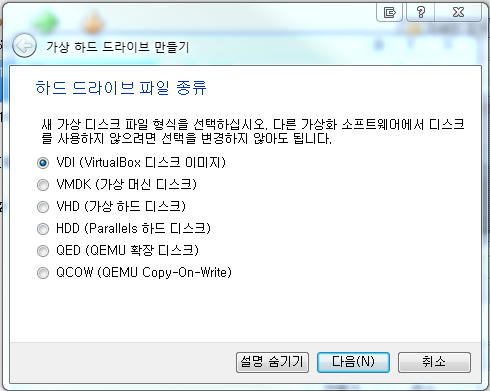 가상 하드 드라이브 만들기
하드 드라이브 파일 종류
새 가상 디스크 파일 형식을 선택하십시오. 다른 가상화 소프트웨어에서 디스크
를 사용하지 않으려면 선택을 변경하지 않아도 됩니다.
VDI (VirtualBox 디스크 이미지)
VMDK (가상 머신 디스크)
VHD (가상 하드 디스크)
HDD (Parallels 하드 디스크)
QED (QEMU 확장 디스크)
QCOW (QEMU Copy-On-Write)
설명 숨기기 다음(N) 취소